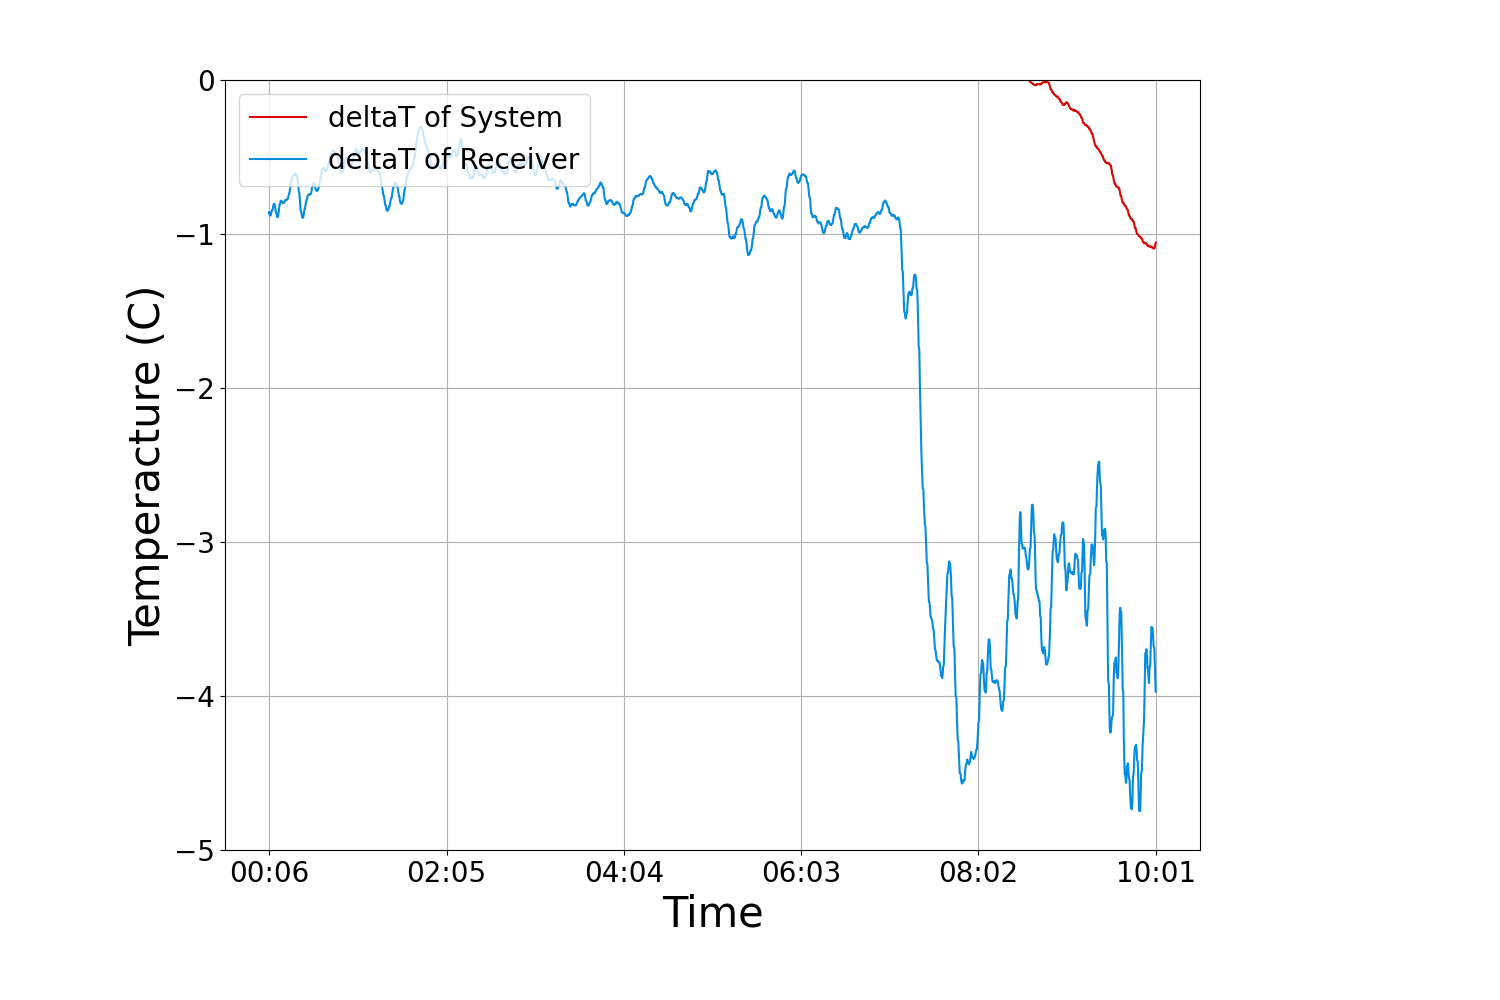 deltaT of System
deltaT of Receiver
0
−1
−2
−3
−4
−5
Temperacture (C)
00:06 02:05 04:04 06:03 08:02 10:01
Time